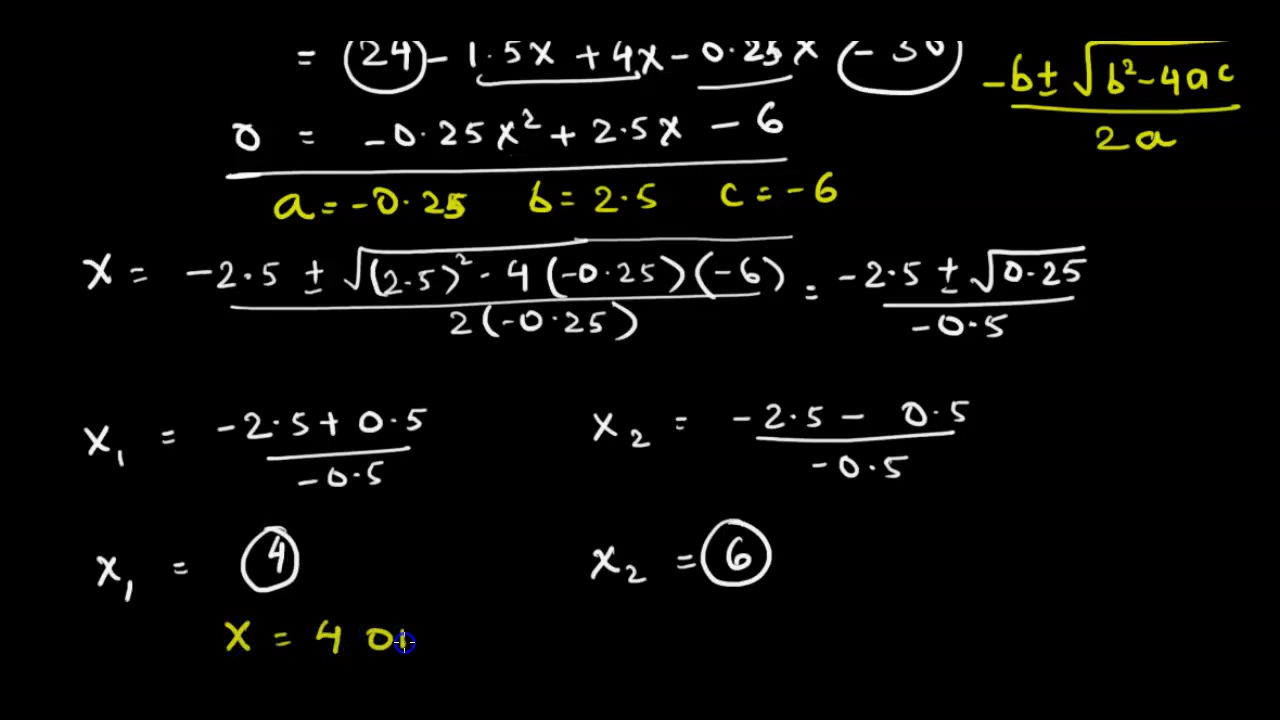 = 24 - 1.5x + 4x - 0.25x - 30
-b ± √b² - 4ac
2a
0 = -0.25x² + 2.5x - 6
a = -0.25 b = 2.5 c = -6
x = -2.5 ± √(2.5)² - 4(-0.25)(-6) = -2.5 ± √0.25
2(-0.25) -0.5
x₁ = -2.5 + 0.5 x₂ = -2.5 - 0.5
-0.5 -0.5
x₁ = 4 x₂ = 6
x = 4 or